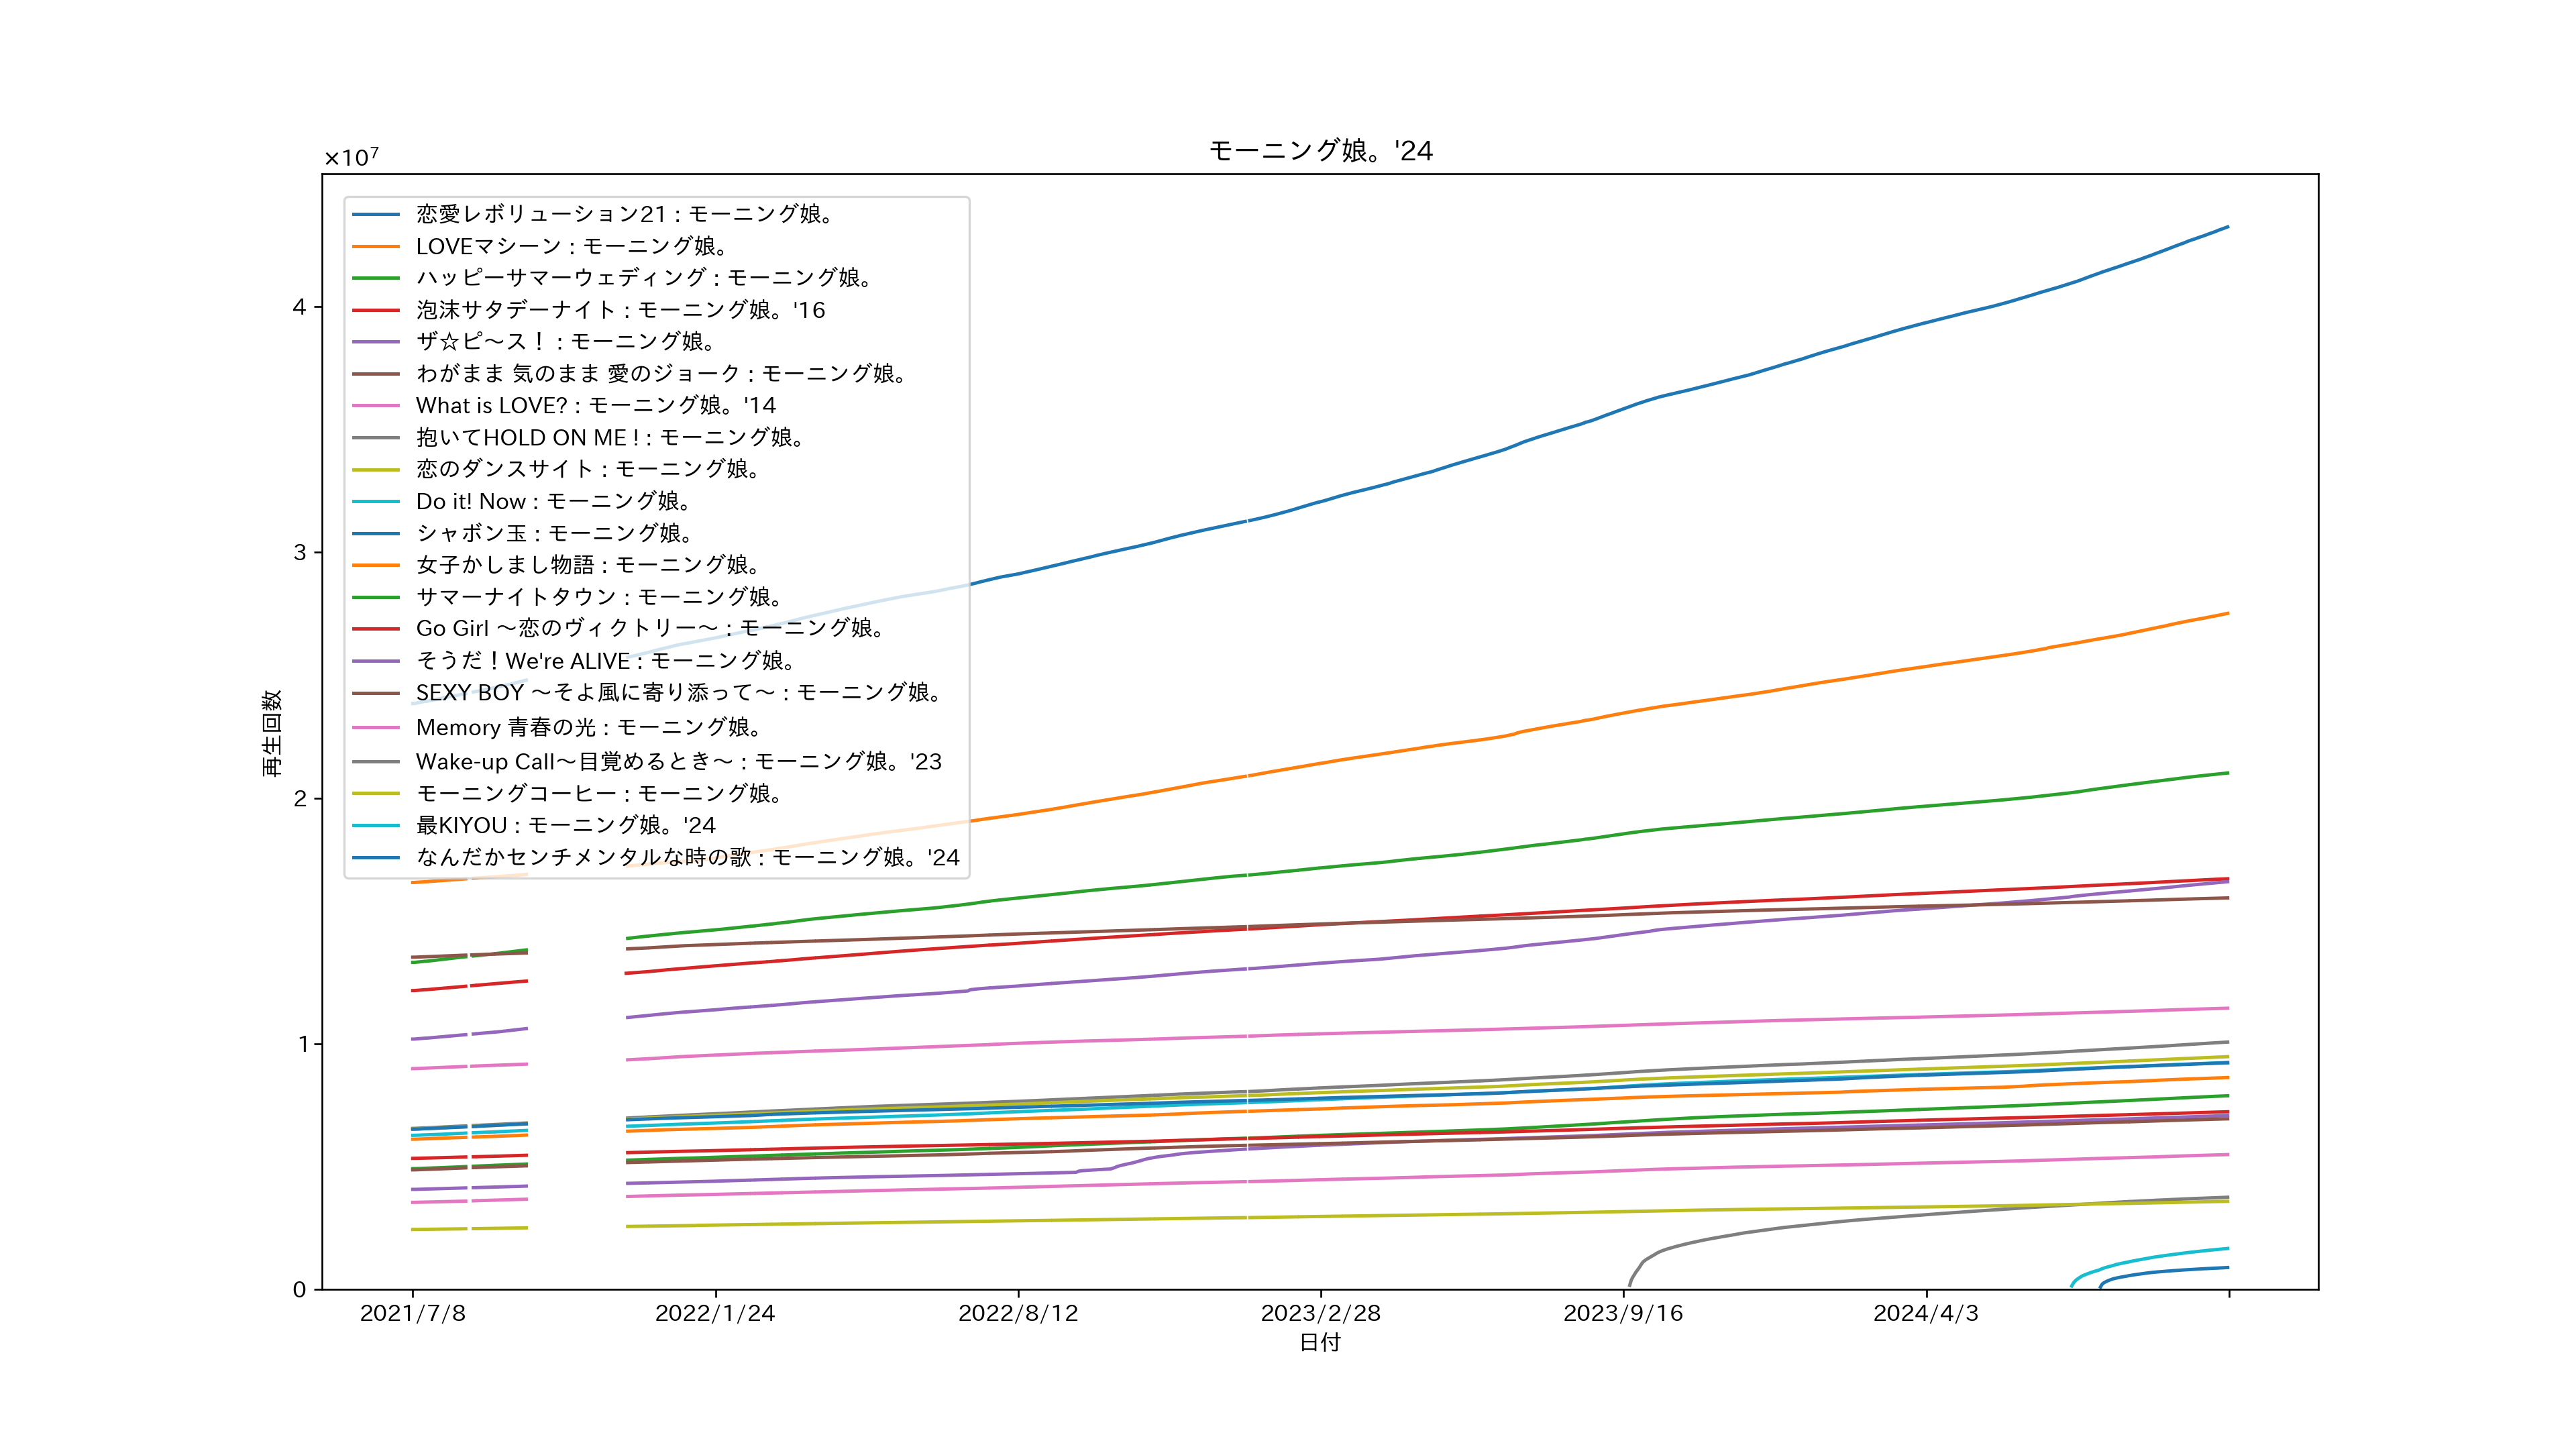 モーニング娘。'24
×10⁷
恋愛レボリューション21 : モーニング娘。
LOVEマシーン : モーニング娘。
ハッピーサマーウェディング : モーニング娘。
泡沫サタデーナイト : モーニング娘。'16
ザ☆ピ～ス！ : モーニング娘。
わがまま 気のまま 愛のジョーク : モーニング娘。
What is LOVE? : モーニング娘。'14
抱いてHOLD ON ME ! : モーニング娘。
恋のダンスサイト : モーニング娘。
Do it! Now : モーニング娘。
シャボン玉 : モーニング娘。
女子かしまし物語 : モーニング娘。
サマーナイトタウン : モーニング娘。
Go Girl ～恋のヴィクトリー～ : モーニング娘。
そうだ！We're ALIVE : モーニング娘。
SEXY BOY ～そよ風に寄り添って～ : モーニング娘。
Memory 青春の光 : モーニング娘。
Wake-up Call～目覚めるとき～ : モーニング娘。'23
モーニングコーヒー : モーニング娘。
最KIYOU : モーニング娘。'24
なんだかセンチメンタルな時の歌 : モーニング娘。'24
4
3
2
1
0
再生回数
2021/7/8 2022/1/24 2022/8/12 2023/2/28 2023/9/16 2024/4/3
日付